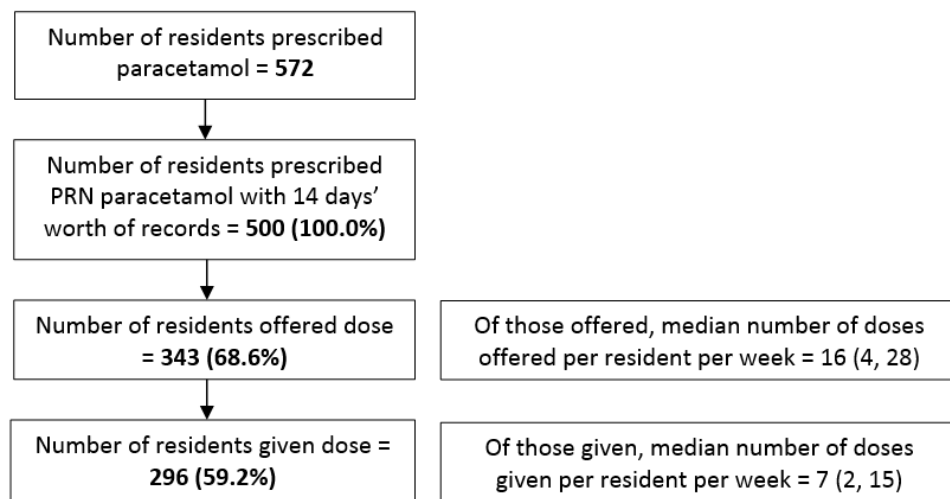 Number of residents prescribed
paracetamol = 572
Number of residents prescribed
PRN paracetamol with 14 days’
worth of records = 500 (100.0%)
Number of residents offered dose
= 343 (68.6%)
Of those offered, median number of doses
offered per resident per week = 16 (4, 28)
Number of residents given dose =
296 (59.2%)
Of those given, median number of doses
given per resident per week = 7 (2, 15)